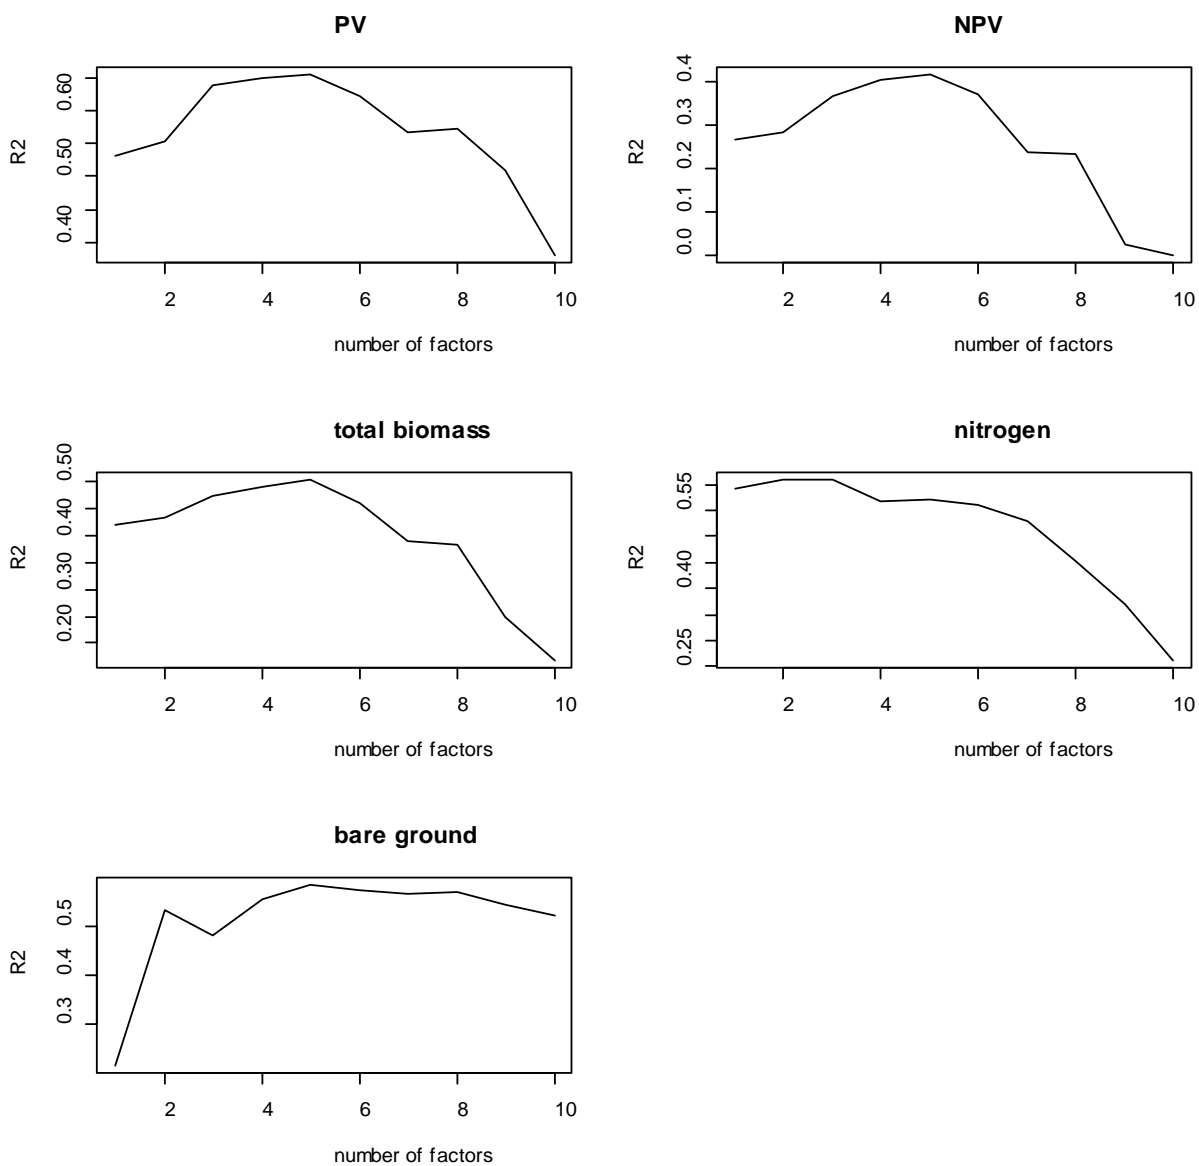 PV
R2
0.40 0.50 0.60
2 4 6 8 10
number of factors
NPV
R2
0.0 0.1 0.2 0.3 0.4
2 4 6 8 10
number of factors
total biomass
R2
0.20 0.30 0.40 0.50
2 4 6 8 10
number of factors
nitrogen
R2
0.25 0.40 0.55
2 4 6 8 10
number of factors
bare ground
R2
0.3 0.4 0.5
2 4 6 8 10
number of factors